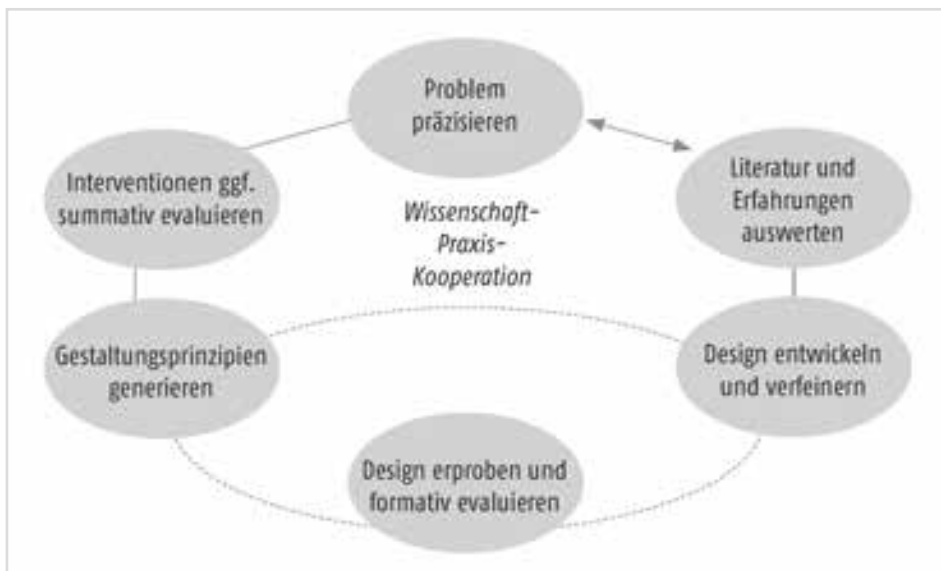 Problem
präzisieren
Literatur und
Erfahrungen
auswerten
Design entwickeln
und verfeinern
Design erproben und
formativ evaluieren
Gestaltungsprinzipien
generieren
Interventionen ggf.
summativ evaluieren
Wissenschaft-
Praxis-
Kooperation